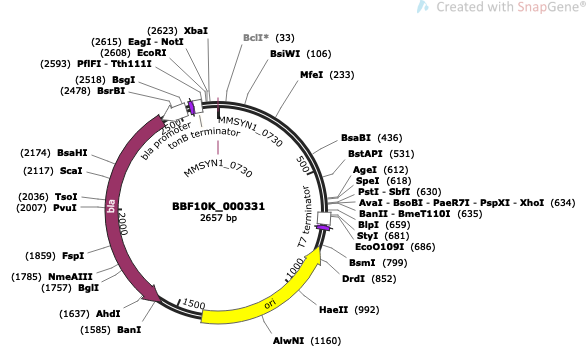 Created with SnapGene®
(2623) XbaI
(2615) EagI - NotI
(2608) EcoRI
(2593) PflFI - Tth111I
(2518) BsgI
(2478) BsrBI
BclI* (33)
BsiWI (106)
MfeI (233)
BsaBI (436)
BstAPI (531)
AgeI (612)
SpeI (618)
PstI - SbfI (630)
AvaI - BsoBI - PaeR7I - PspXI - XhoI (634)
BanII - BmeT110I (635)
BlpI (659)
StyI (681)
EcoO109I (686)
BsmI (799)
DrdI (852)
HaeII (992)
AlwNI (1160)
(2174) BsaHI
(2117) ScaI
(2036) TsoI
(2007) PvuI
(1859) FspI
(1785) NmeAIII
(1757) BglI
(1637) AhdI
(1585) BanI
2500
bla promoter
tonB terminator
MMSYN1_0730
MMSYN1_0730
500
T7 terminator
1000
ori
1500
2000
bla
BBF10K_000331
2657 bp